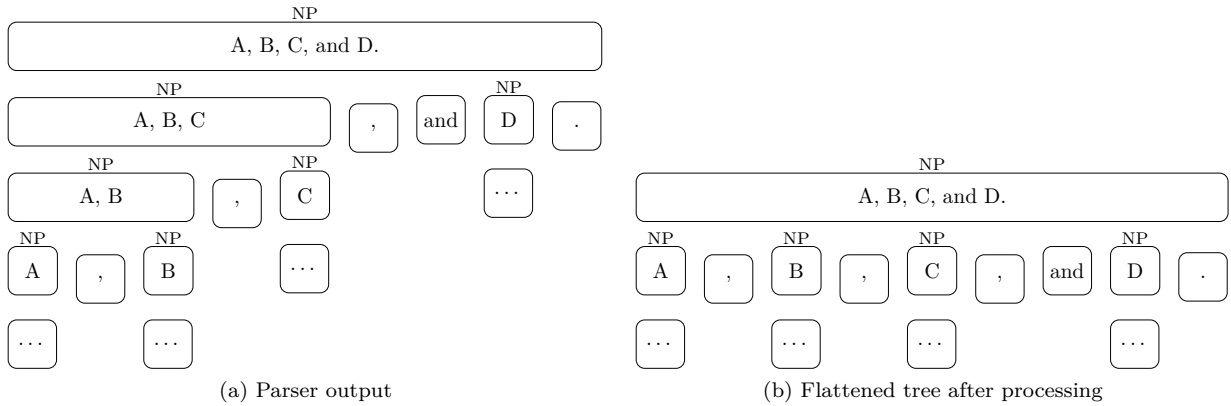 NP
A, B, C, and D.
NP NP
A, B, C , and D .
NP NP
A, B , C ...
NP NP
A , B ...
... ...
(a) Parser output
NP
A, B, C, and D.
NP NP NP NP
A , B , C , and D .
... ... ... ...
(b) Flattened tree after processing